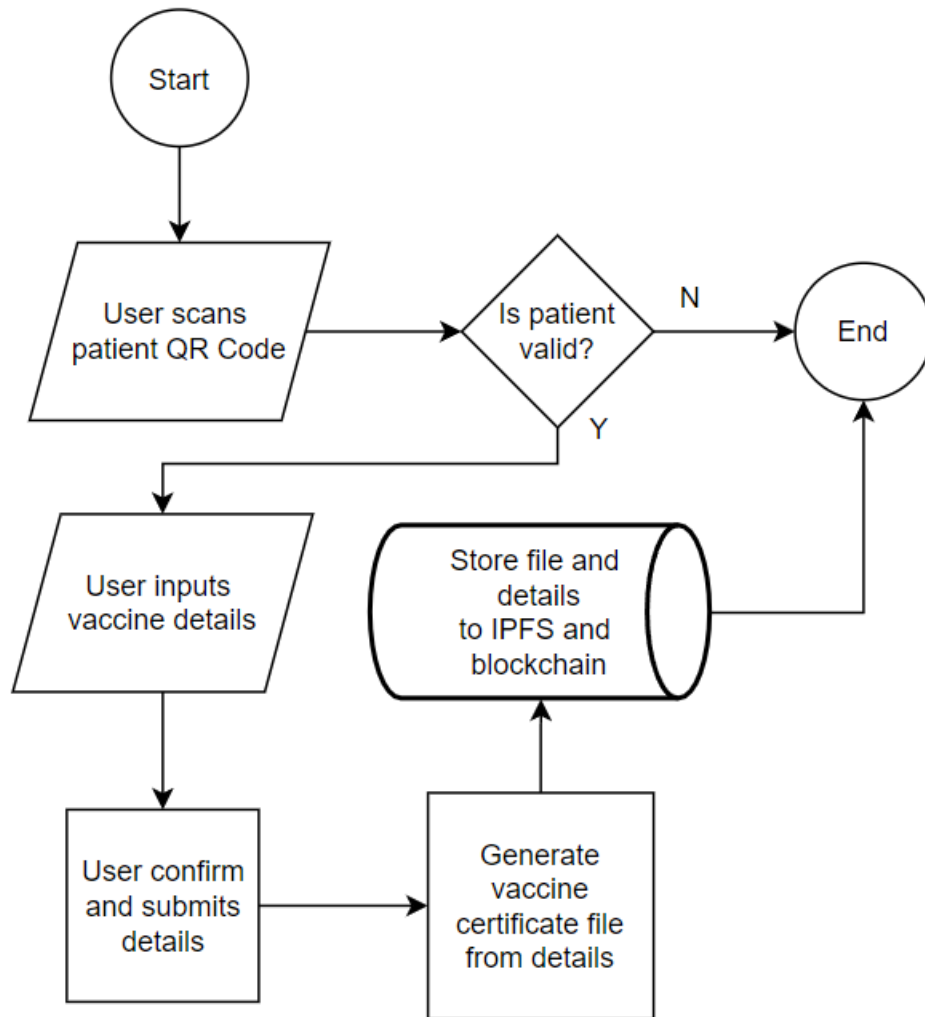 Start
User scans
patient QR Code
Is patient
valid?
N
End
Y
User inputs
vaccine details
Store file and
details
to IPFS and
blockchain
User confirm
and submits
details
Generate
vaccine
certificate file
from details